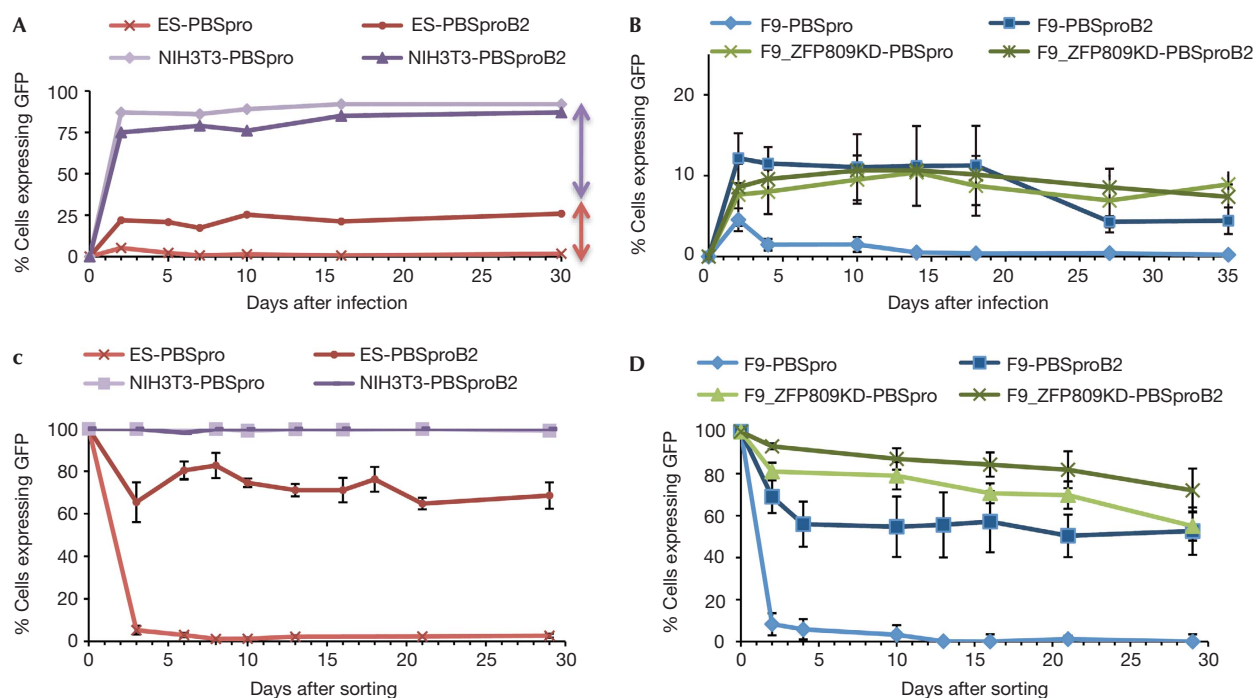 A
ES-PBSpro
ES-PBSproB2
NIH3T3-PBSpro
NIH3T3-PBSproB2
% Cells expressing GFP
100
75
50
25
0
0 5 10 15 20 25 30
Days after infection
B
F9-PBSpro
F9-PBSproB2
F9_ZFP809KD-PBSpro
F9_ZFP809KD-PBSproB2
% Cells expressing GFP
20
10
0
0 5 10 15 20 25 30 35
Days after infection
C
ES-PBSpro
ES-PBSproB2
NIH3T3-PBSpro
NIH3T3-PBSproB2
% Cells expressing GFP
100
80
60
40
20
0
0 5 10 15 20 25 30
Days after sorting
D
F9-PBSpro
F9-PBSproB2
F9_ZFP809KD-PBSpro
F9_ZFP809KD-PBSproB2
% Cells expressing GFP
100
80
60
40
20
0
0 5 10 15 20 25 30
Days after sorting